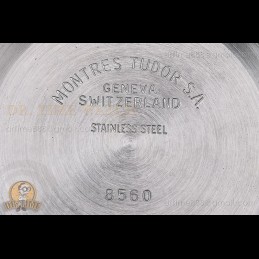 MONTRES TUDOR S.A.
GENEVA
SWITZERLAND
STAINLESS STEEL
8560